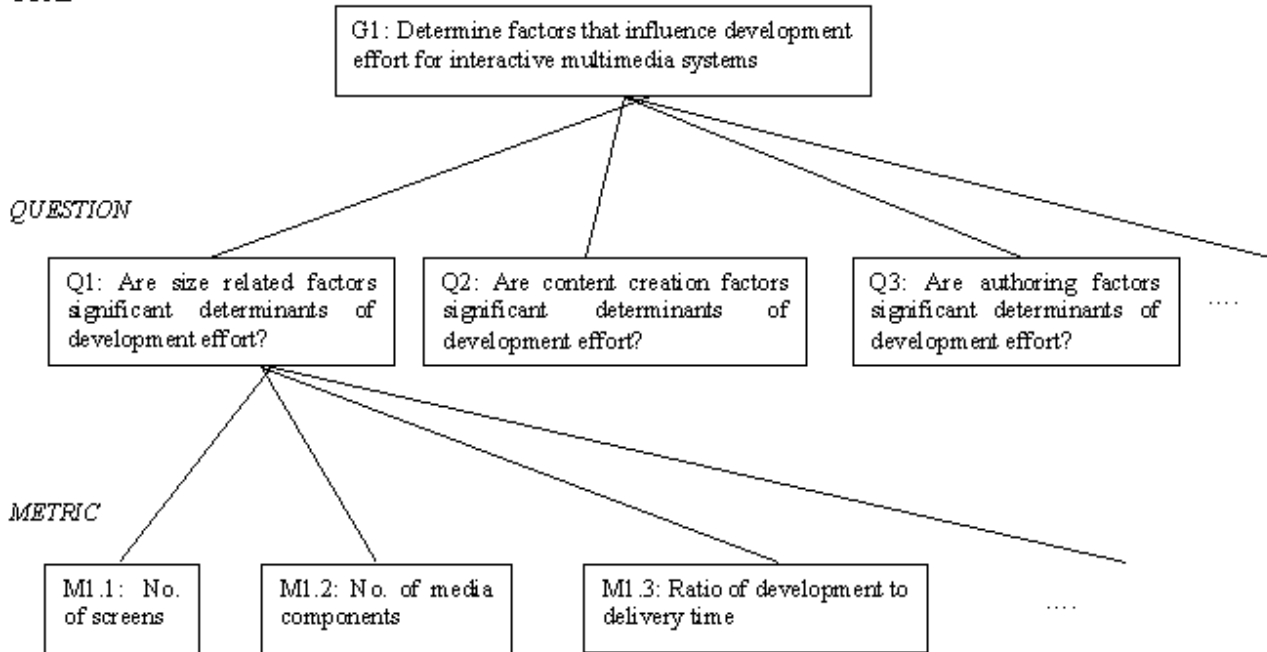 G1: Determine factors that influence development
effort for interactive multimedia systems
QUESTION
Q1: Are size related factors
significant determinants of
development effort?
Q2: Are content creation factors
significant determinants of
development effort?
Q3: Are authoring factors
significant determinants of
development effort?
....
METRIC
M1.1: No.
of screens
M1.2: No. of media
components
M1.3: Ratio of development to
delivery time
....